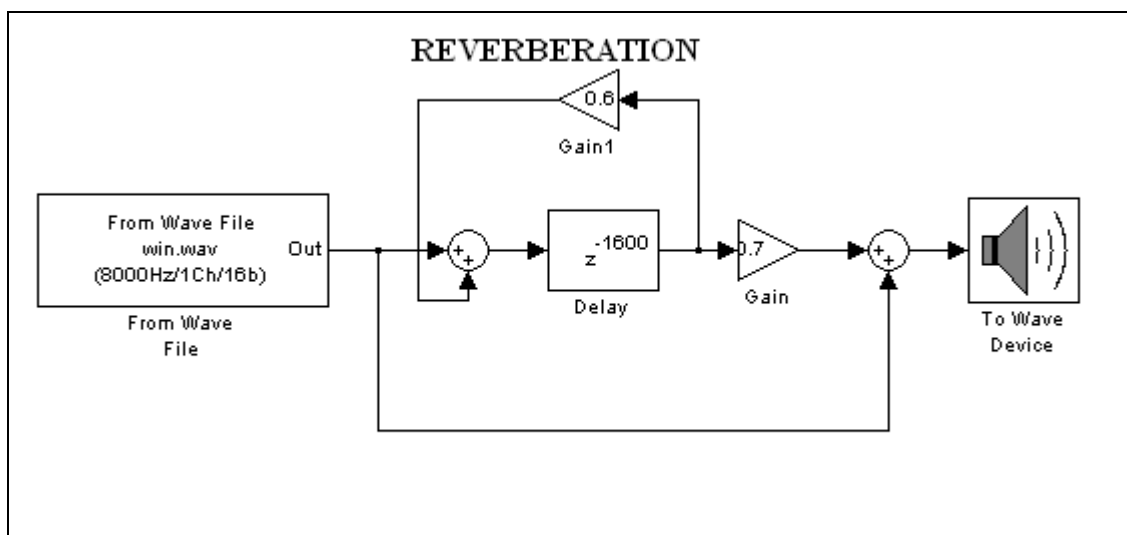 REVERBERATION
0.6
Gain1
From Wave File
win.wav
(8000Hz/1Ch/16b)
Out
From Wave
File
+
+
z-1600
Delay
0.7
Gain
+
+
To Wave
Device